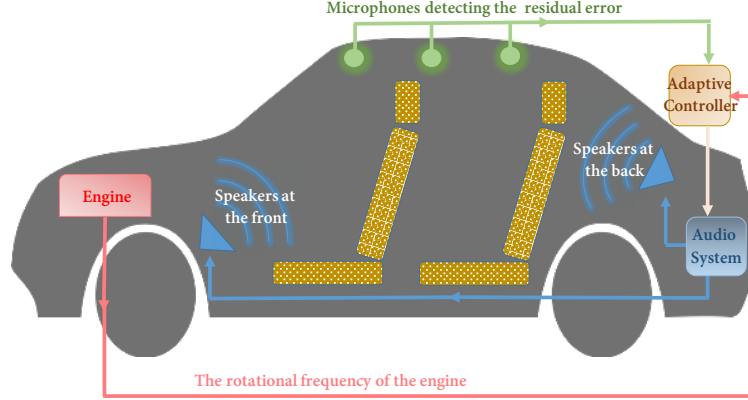 Microphones detecting the residual error
Adaptive
Controller
Speakers at
the back
Engine
Speakers at
the front
Audio
System
The rotational frequency of the engine